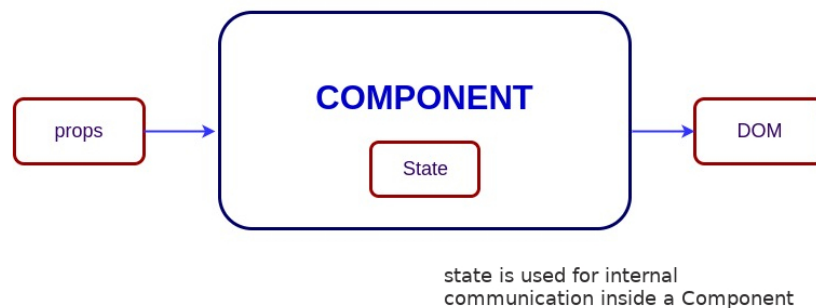 COMPONENT
props
State
DOM
state is used for internal
communication inside a Component